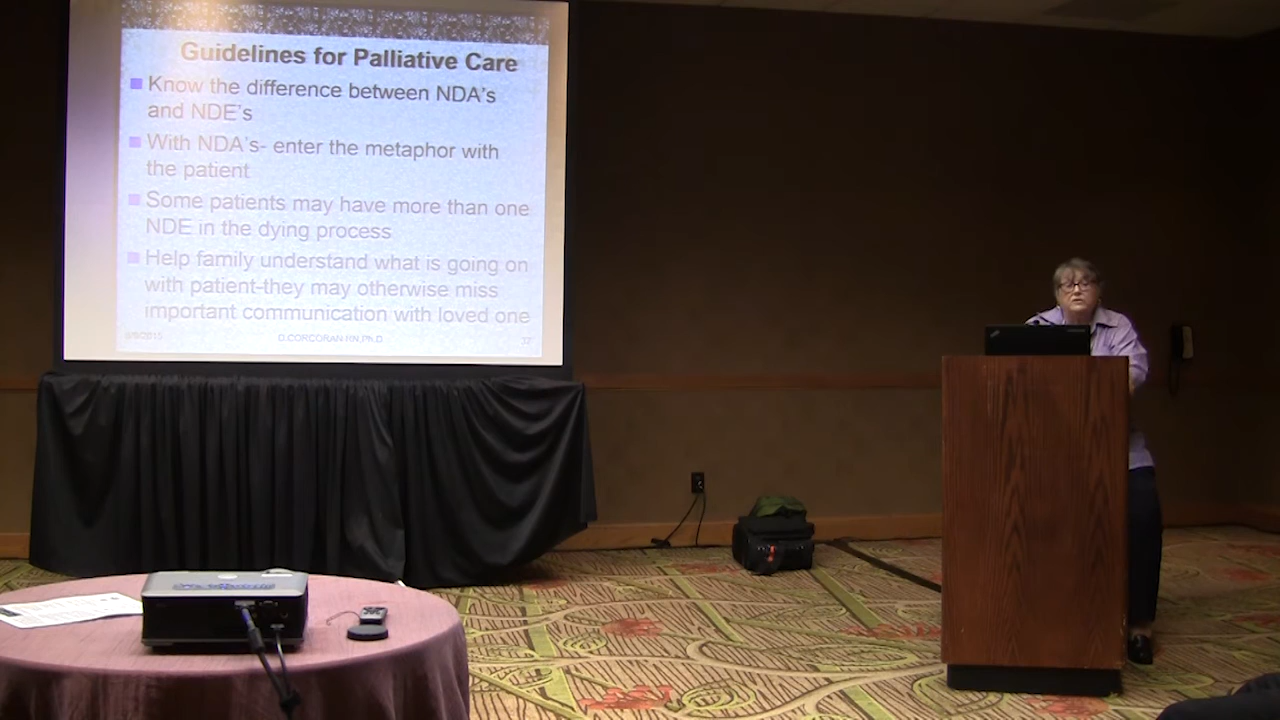 Guidelines for Palliative Care
Know the difference between NDA's
and NDE's
With NDA's- enter the metaphor with
the patient
Some patients may have more than one
NDE in the dying process
Help family understand what is going on
with patient-they may otherwise miss
important communication with loved one
D.CORCORAN RN,Ph.D
37